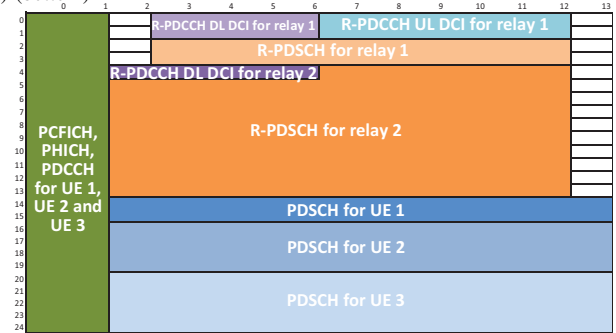 0 1 2 3 4 5 6 7 8 9 10 11 12 13
0
1
2
3
4
5
6
7
8
9
10
11
12
13
14
15
16
17
18
19
20
21
22
23
24
R-PDCCH DL DCI for relay 1
R-PDCCH UL DCI for relay 1
R-PDSCH for relay 1
R-PDCCH DL DCI for relay 2
R-PDSCH for relay 2
PCFICH,
PHICH,
PDCCH
for UE 1,
UE 2 and
UE 3
PDSCH for UE 1
PDSCH for UE 2
PDSCH for UE 3